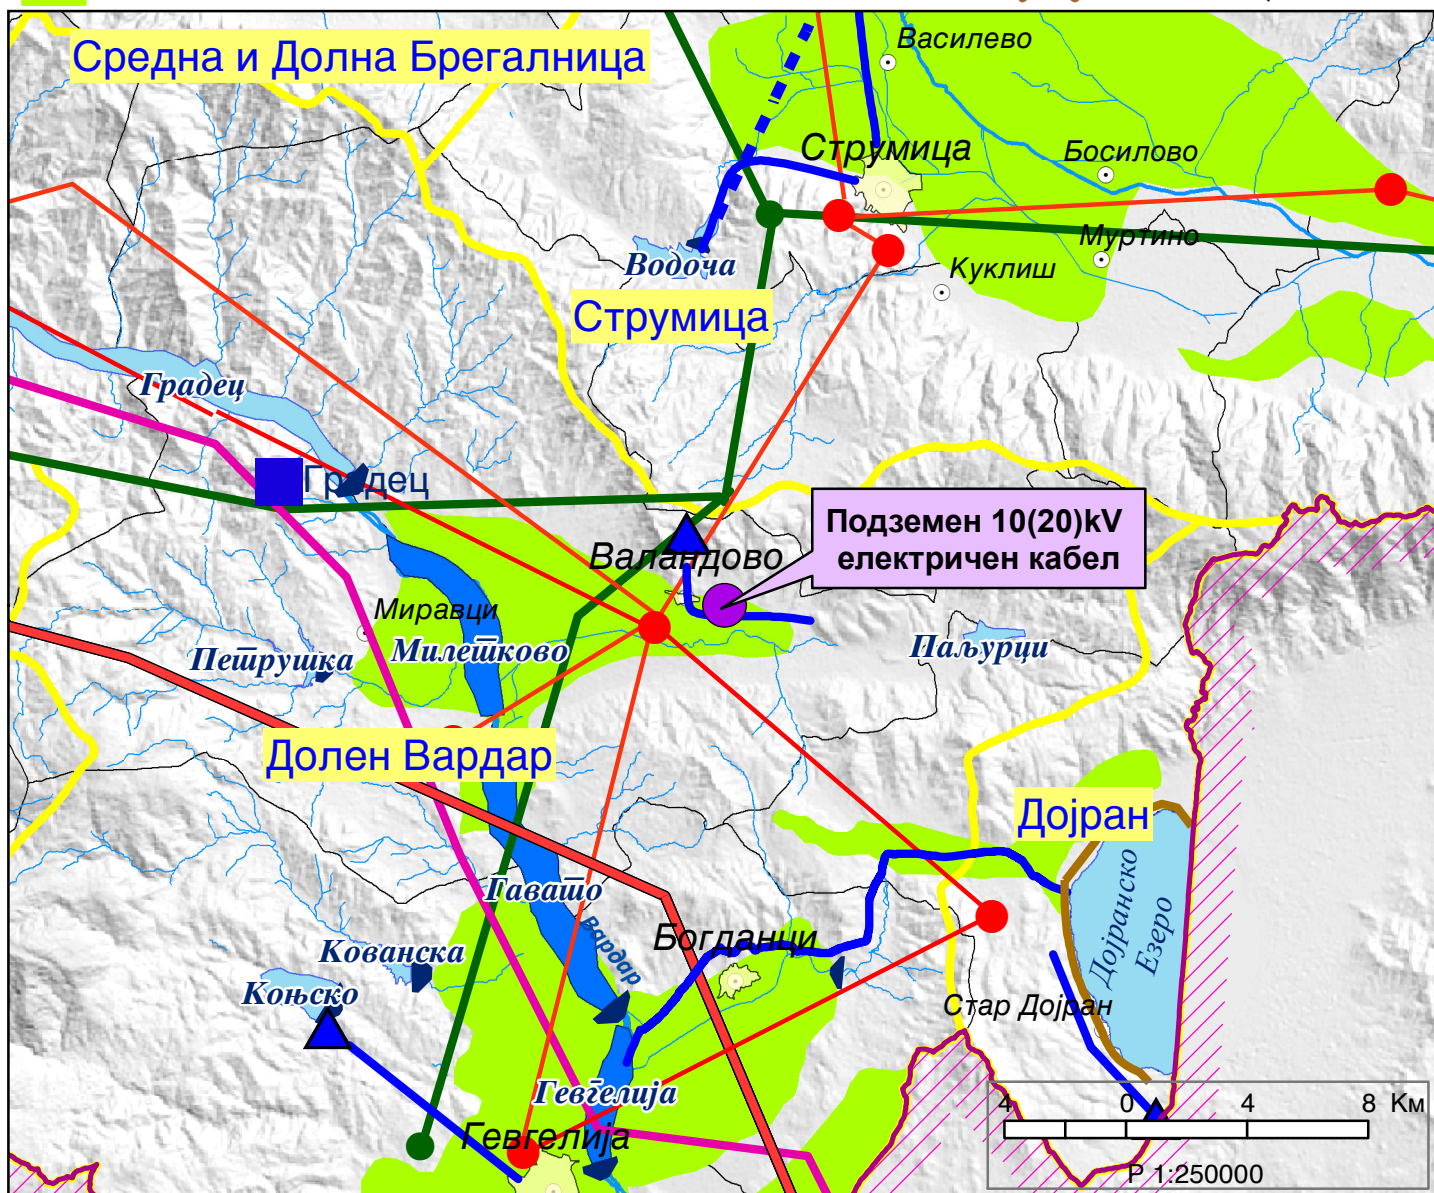 Средна и Долна Брегалница
Василево
Струмица
Босилово
Муртино
Водоча
Куклиш
Струмица
Градец
Градец
Подземен 10(20)kV
електричен кабел
Валандово
Миравци
Петрушка
Милетково
Паљурци
Долен Вардар
Дојран
Дојранско
Езеро
Гавато
Вардар
Богданци
Кованска
Коњско
Стар Дојран
Гевгелија
Гевгелија
4 0 4 8 Км
Р 1:250000